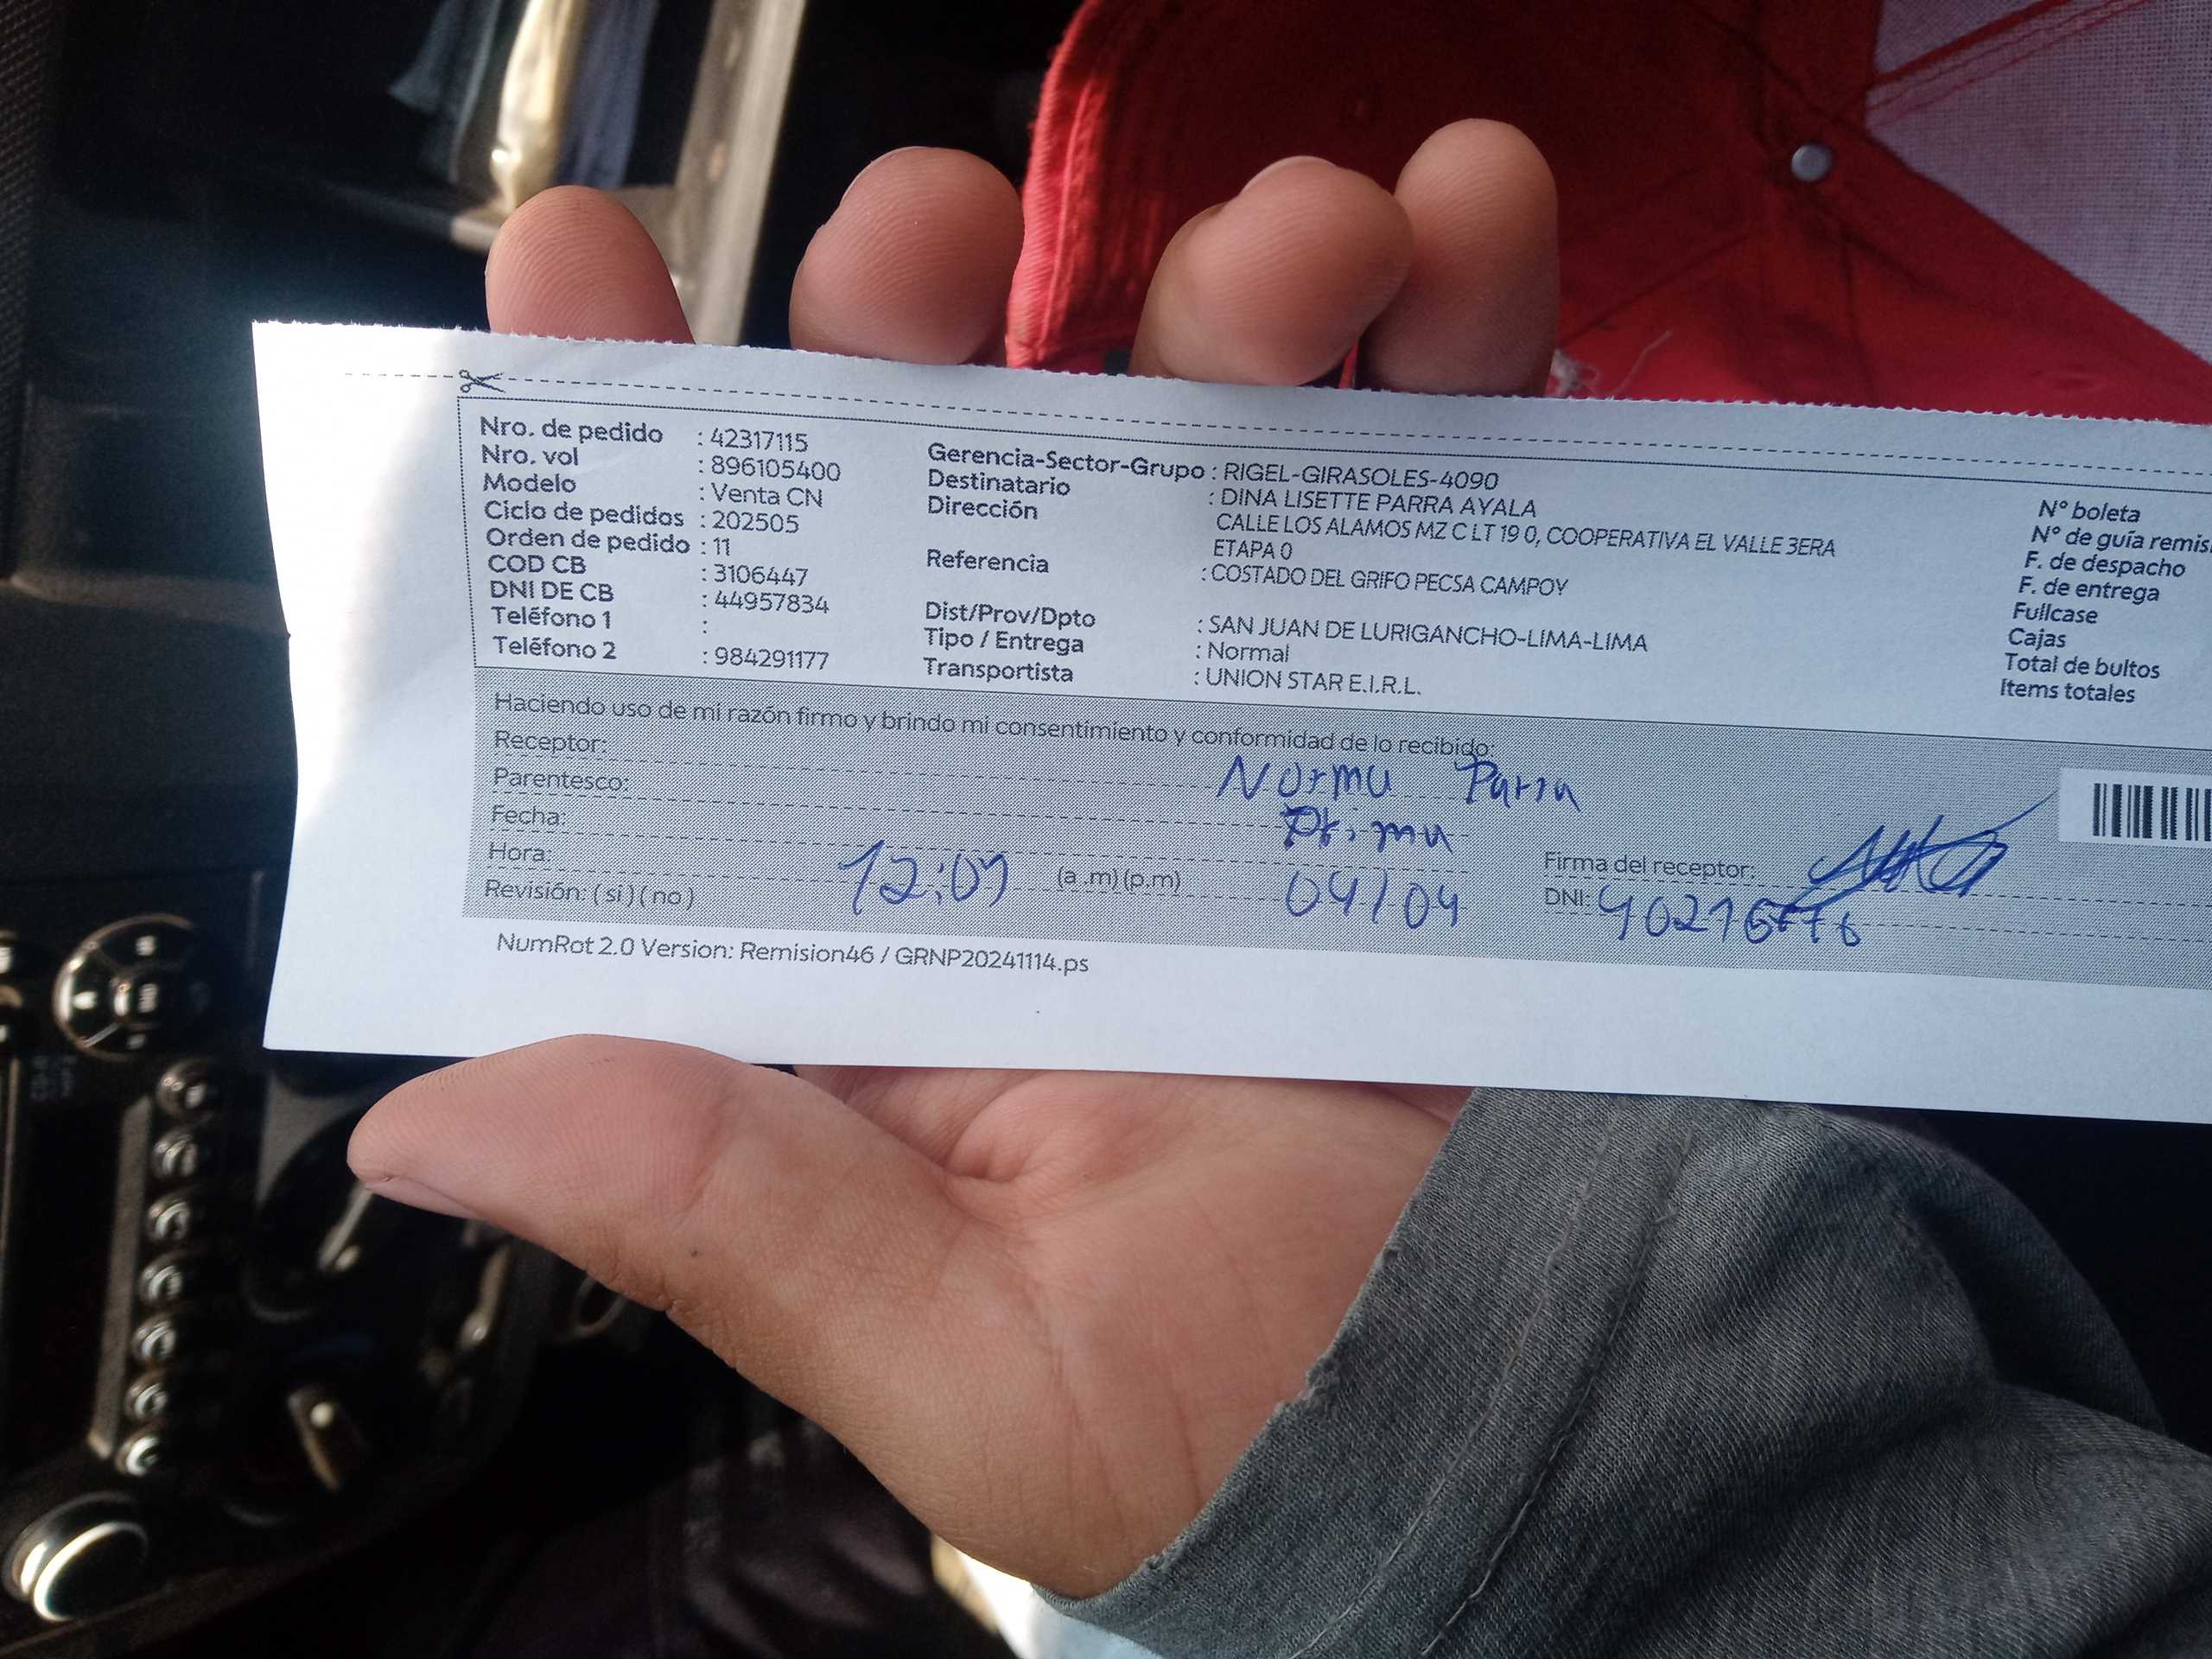 Nro. de pedido : 42317115
Nro. vol : 896105400
Modelo : Venta CN
Ciclo de pedidos : 202505
Orden de pedido : 11
COD CB : 3106447
DNI DE CB : 44957834
Teléfono 1 :
Teléfono 2 : 984291177
Gerencia-Sector-Grupo : RIGEL-GIRASOLES-4090
Destinatario : DINA LISETTE PARRA AYALA
Dirección CALLE LOS ALAMOS MZ C LT 19 0, COOPERATIVA EL VALLE 3ERA
ETAPA 0
Referencia : COSTADO DEL GRIFO PECSA CAMPOY
Dist/Prov/Dpto : SAN JUAN DE LURIGANCHO-LIMA-LIMA
Tipo / Entrega : Normal
Transportista : UNION STAR E.I.R.L.
N° boleta
N° de guía remisi
F. de despacho
F. de entrega
Fullcase
Cajas
Total de bultos
Items totales
Haciendo uso de mi razón firmo y brindo mi consentimiento y conformidad de lo recibido:
Receptor: Norma Parra
Parentesco:
Fecha: 04/04
Hora: 12:07 (a .m) (p.m)
Revisión: ( si ) ( no )
Firma del receptor:
DNI:
NumRot 2.0 Version: Remision46 / GRNP20241114.ps